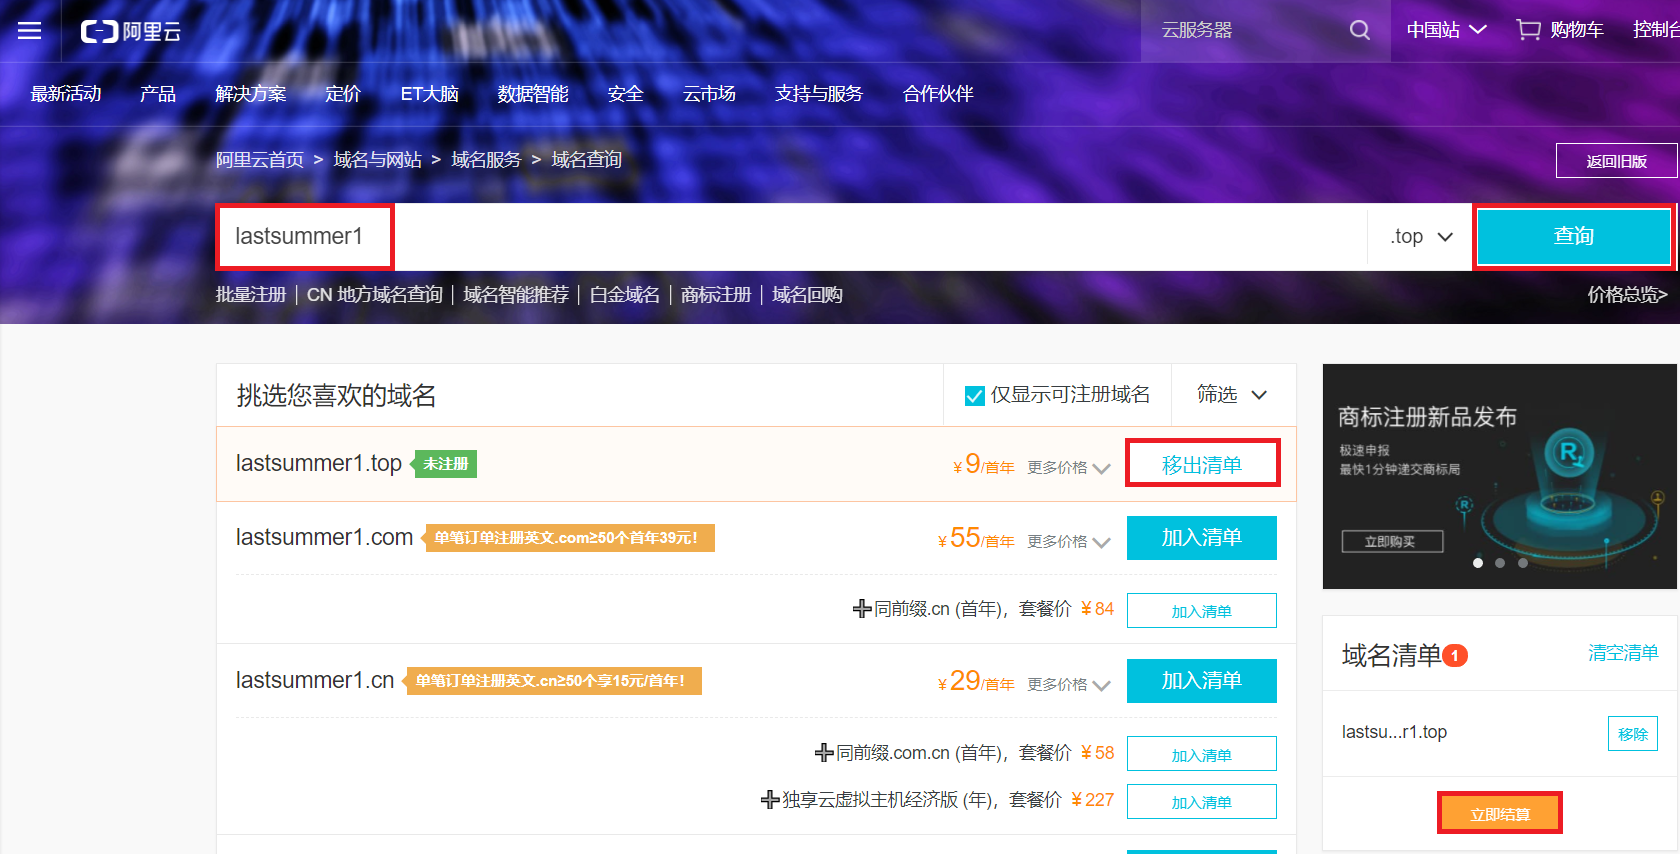 阿里云
云服务器
中国站
购物车
控制台
最新活动 产品 解决方案 定价 ET大脑 数据智能 安全 云市场 支持与服务 合作伙伴
阿里云首页 > 域名与网站 > 域名服务 > 域名查询
返回旧版
lastsummer1
.top
查询
批量注册 | CN 地方域名查询 | 域名智能推荐 | 白金域名 | 商标注册 | 域名回购
价格总览>
挑选您喜欢的域名
仅显示可注册域名
筛选
lastsummer1.top 未注册 ¥9/首年 更多价格 移出清单
lastsummer1.com 单笔订单注册英文.com≥50个首年39元! ¥55/首年 更多价格 加入清单
同前缀.cn (首年),套餐价 ¥84 加入清单
lastsummer1.cn 单笔订单注册英文.cn≥50个享15元/首年! ¥29/首年 更多价格 加入清单
同前缀.com.cn (首年),套餐价 ¥58 加入清单
独享云虚拟主机经济版 (年),套餐价 ¥227 加入清单
商标注册新品发布
极速申报
最快1分钟递交商标局
立即购买
R
R
域名清单 1
清空清单
lastsu...r1.top
移除
立即结算